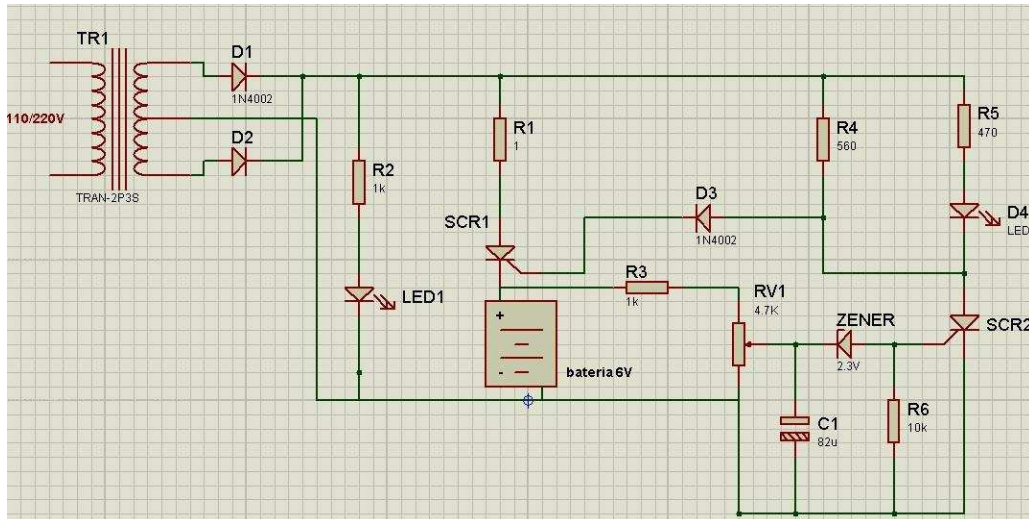 TR1
110/220V
TRAN-2P3S
D1
1N4002
D2
R2
1k
LED1
R1
1
SCR1
+
-
bateria 6V
D3
1N4002
R3
1k
RV1
4.7K
R4
560
R5
470
D4
LED
ZENER
2.3V
SCR2
C1
82u
R6
10k